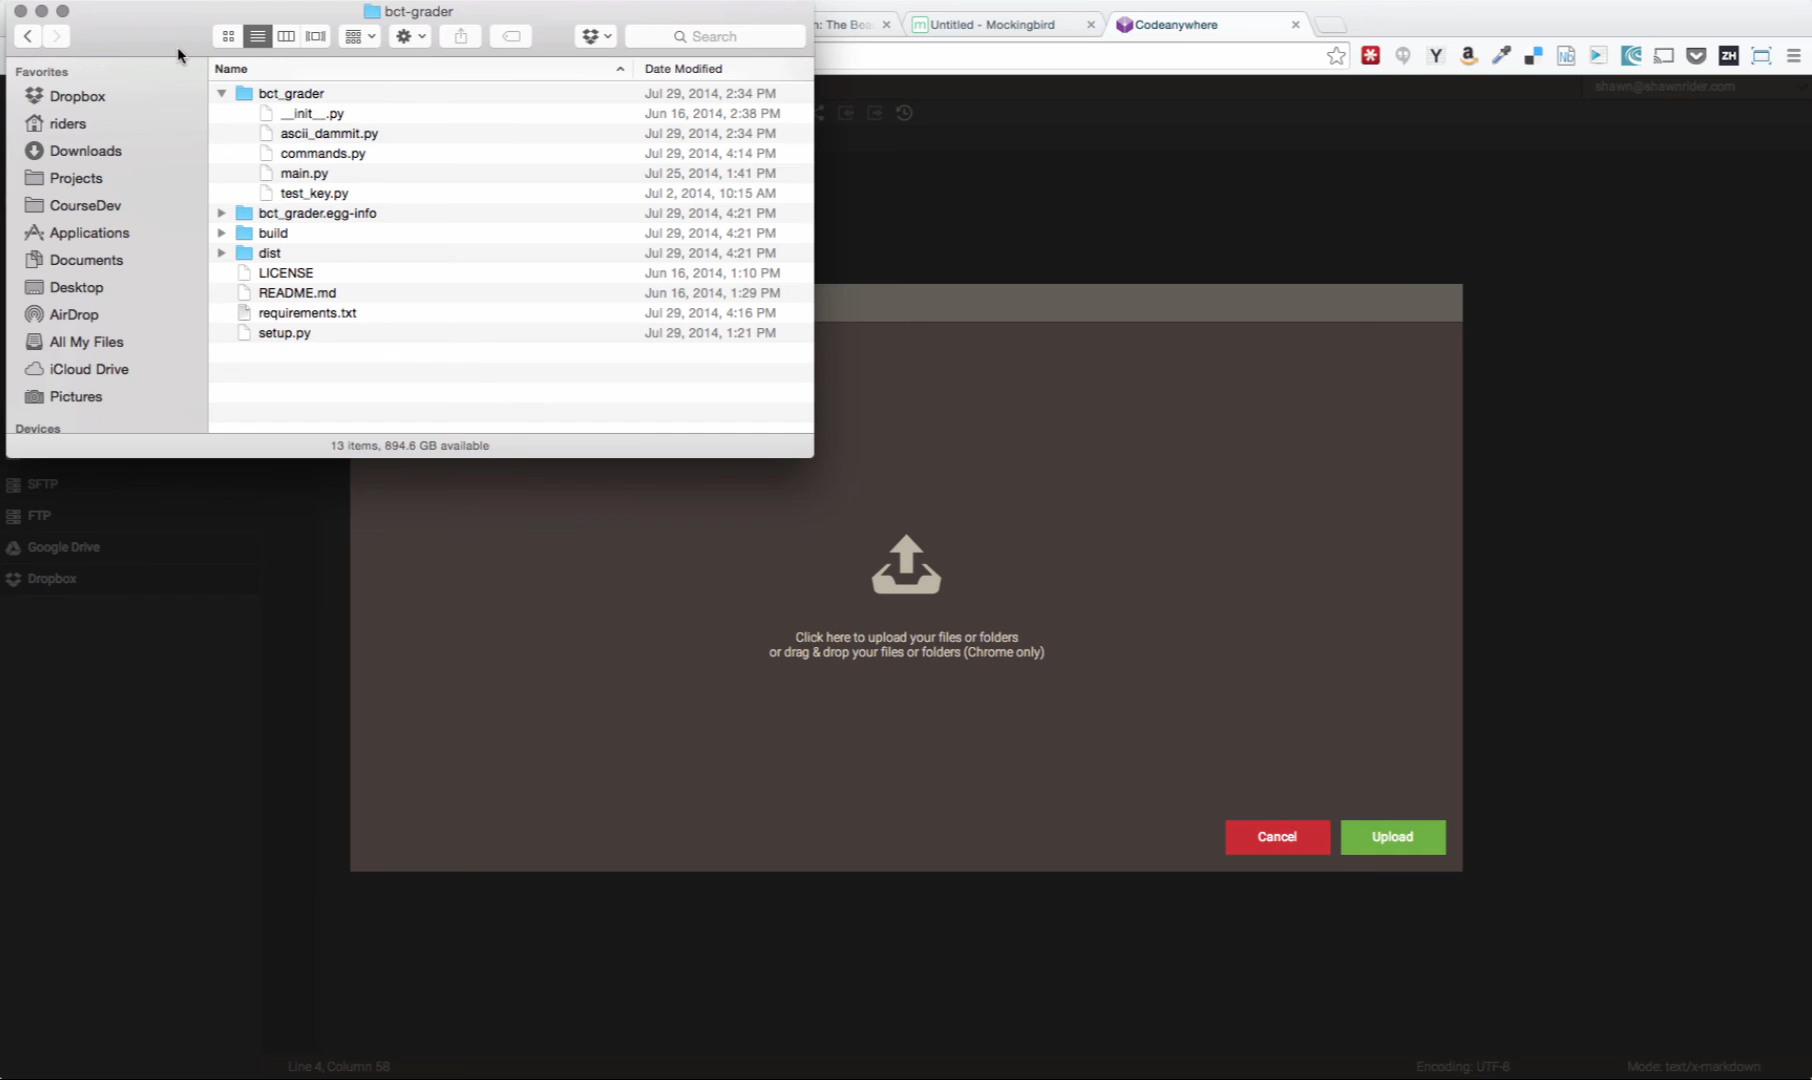 bct-grader
Search
n: The Bea
Untitled - Mockingbird
Codeanywhere
Y
a
Nb
ZH
shawn@shawnrider.com
Favorites
Dropbox
riders
Downloads
Projects
CourseDev
Applications
Documents
Desktop
AirDrop
All My Files
iCloud Drive
Pictures
Devices
Name Date Modified
bct_grader Jul 29, 2014, 2:34 PM
__init__.py Jun 16, 2014, 2:38 PM
ascii_dammit.py Jul 29, 2014, 2:34 PM
commands.py Jul 29, 2014, 4:14 PM
main.py Jul 25, 2014, 1:41 PM
test_key.py Jul 2, 2014, 10:15 AM
bct_grader.egg-info Jul 29, 2014, 4:21 PM
build Jul 29, 2014, 4:21 PM
dist Jul 29, 2014, 4:21 PM
LICENSE Jun 16, 2014, 1:10 PM
README.md Jun 16, 2014, 1:29 PM
requirements.txt Jul 29, 2014, 4:16 PM
setup.py Jul 29, 2014, 1:21 PM
13 items, 894.6 GB available
SFTP
FTP
Google Drive
Dropbox
Click here to upload your files or folders
or drag & drop your files or folders (Chrome only)
Cancel
Upload
Line 4, Column 58
Encoding: UTF-8
Mode: text/x-markdown